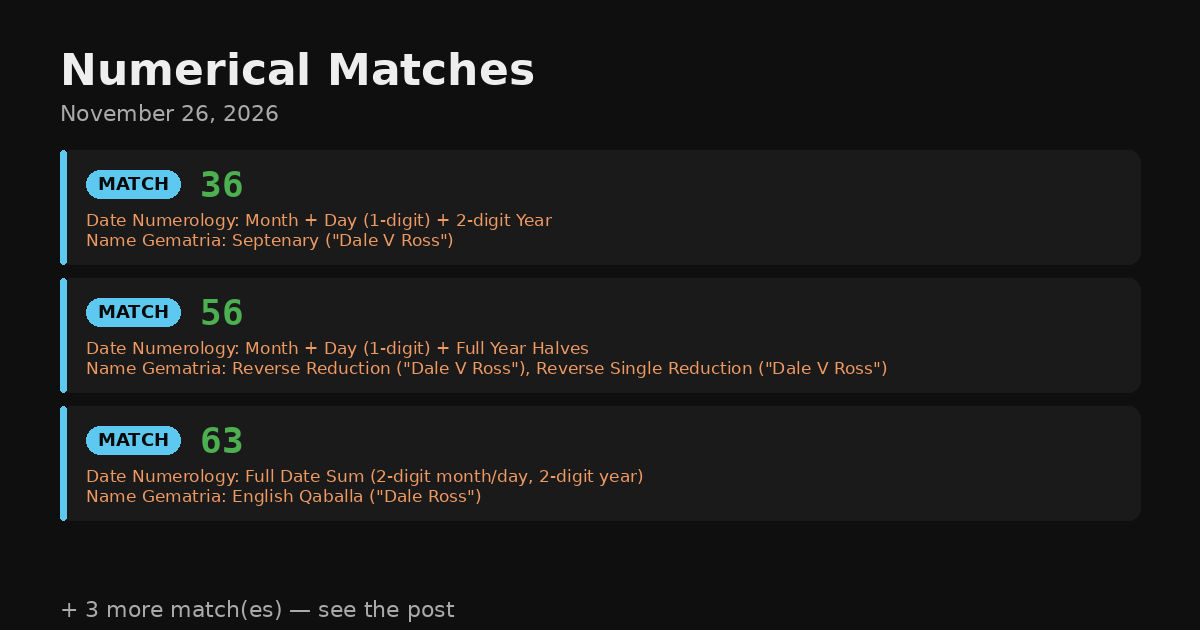 Numerical Matches
November 26, 2026
MATCH 36
Date Numerology: Month + Day (1-digit) + 2-digit Year
Name Gematria: Septenary ("Dale V Ross")
MATCH 56
Date Numerology: Month + Day (1-digit) + Full Year Halves
Name Gematria: Reverse Reduction ("Dale V Ross"), Reverse Single Reduction ("Dale V Ross")
MATCH 63
Date Numerology: Full Date Sum (2-digit month/day, 2-digit year)
Name Gematria: English Qaballa ("Dale Ross")
+ 3 more match(es) — see the post